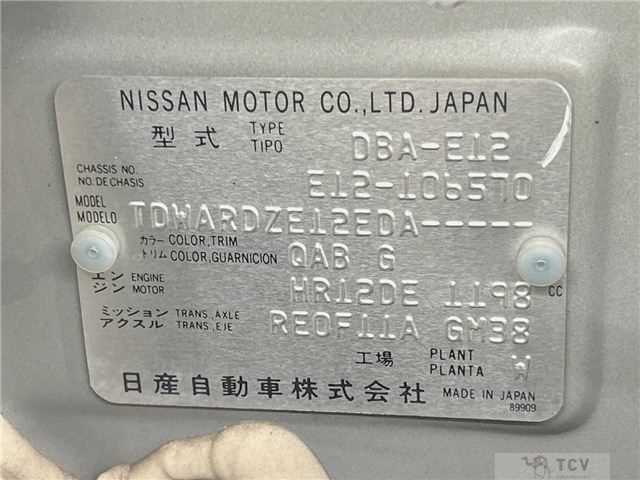 NISSAN MOTOR CO.,LTD. JAPAN
型式 TYPE TIPO DBA-E12
CHASSIS NO. NO. DE CHASIS E12-106570
MODEL MODELO TDWARDZE12EDA-----
カラー COLOR,TRIM トリム COLOR,GUARNICION QAB G
エンジン ENGINE MOTOR HR12DE 1198 CC
ミッション TRANS.,AXLE アクスル TRANS.,EJE RE0F11A GM38
工場 PLANT PLANTA W
日産自動車株式会社 MADE IN JAPAN
89909
TCV